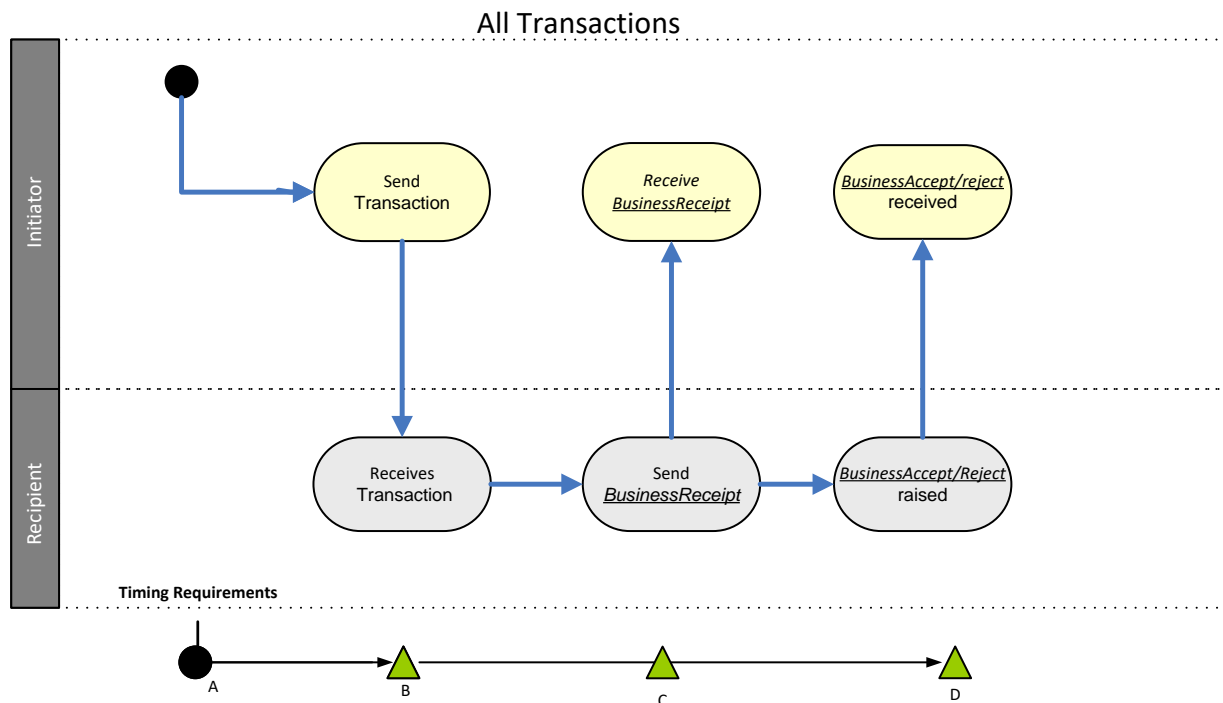 All Transactions
Initiator
Send
Transaction
Receive
BusinessReceipt
BusinessAccept/reject
received
Recipient
Receives
Transaction
Send
BusinessReceipt
BusinessAccept/Reject
raised
Timing Requirements
A
B
C
D